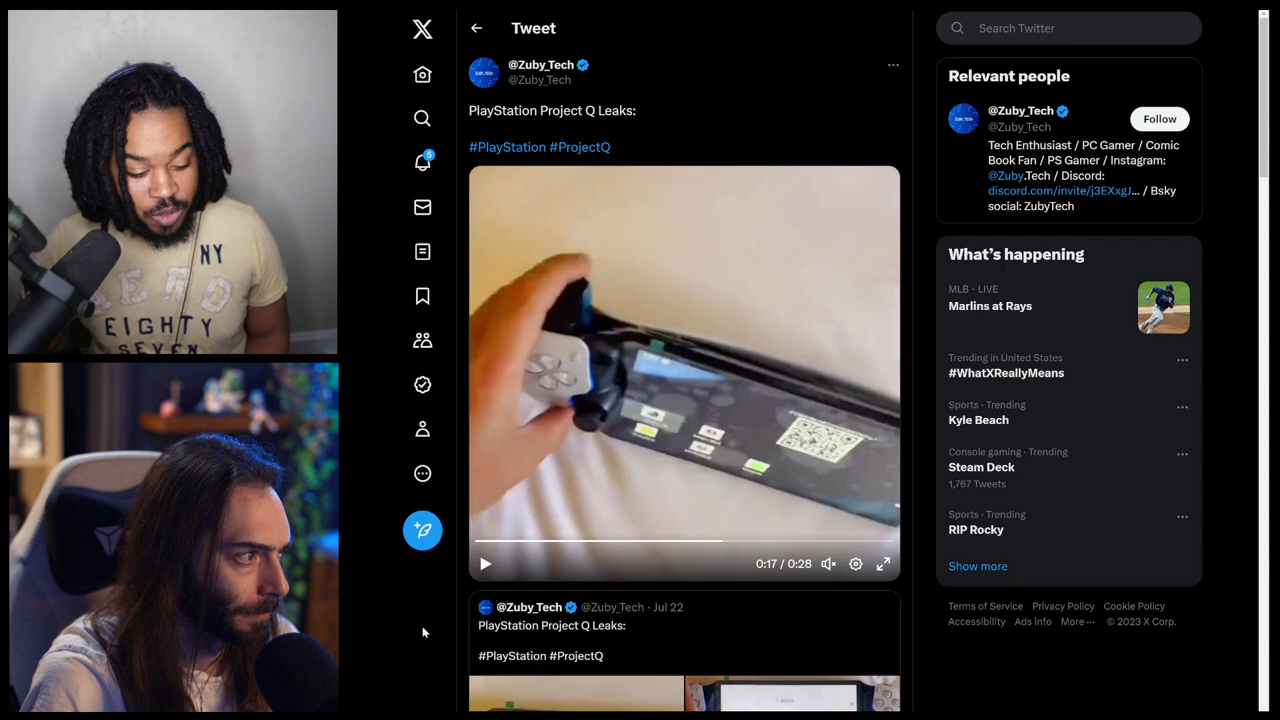 NY
AERO
EIGHTY
SEVEN
Tweet
@Zuby_Tech
@Zuby_Tech
PlayStation Project Q Leaks:
#PlayStation #ProjectQ
0:17 / 0:28
@Zuby_Tech @Zuby_Tech · Jul 22
PlayStation Project Q Leaks:
#PlayStation #ProjectQ
5
Search Twitter
Relevant people
@Zuby_Tech
@Zuby_Tech
Follow
Tech Enthusiast / PC Gamer / Comic
Book Fan / PS Gamer / Instagram:
@Zuby.Tech / Discord:
discord.com/invite/j3EXxgJ… / Bsky
social: ZubyTech
What's happening
MLB · LIVE
Marlins at Rays
Trending in United States
#WhatXReallyMeans
Sports · Trending
Kyle Beach
Console gaming · Trending
Steam Deck
1,767 Tweets
Sports · Trending
RIP Rocky
Show more
Terms of Service Privacy Policy Cookie Policy
Accessibility Ads info More ··· © 2023 X Corp.